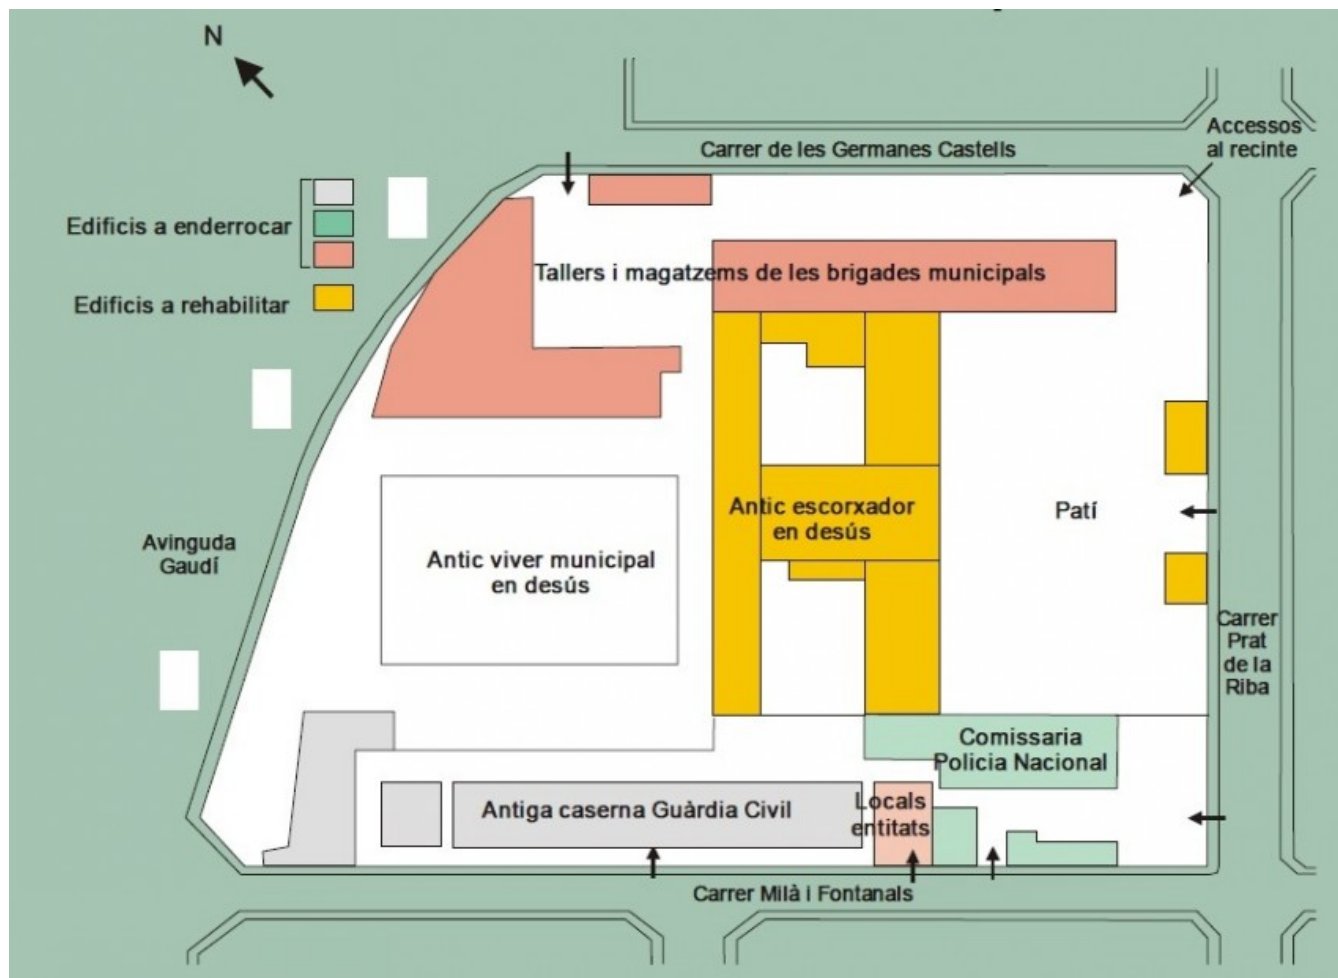 N
Accessos
al recinte
Carrer de les Germanes Castells
Edificis a enderrocar
Edificis a rehabilitar
Tallers i magatzems de les brigades municipals
Antic escorxador
en desús
Patí
Avinguda
Gaudí
Antic viver municipal
en desús
Carrer
Prat
de la
Riba
Comissaria
Policia Nacional
Antiga caserna Guàrdia Civil
Locals
entitats
Carrer Milà i Fontanals